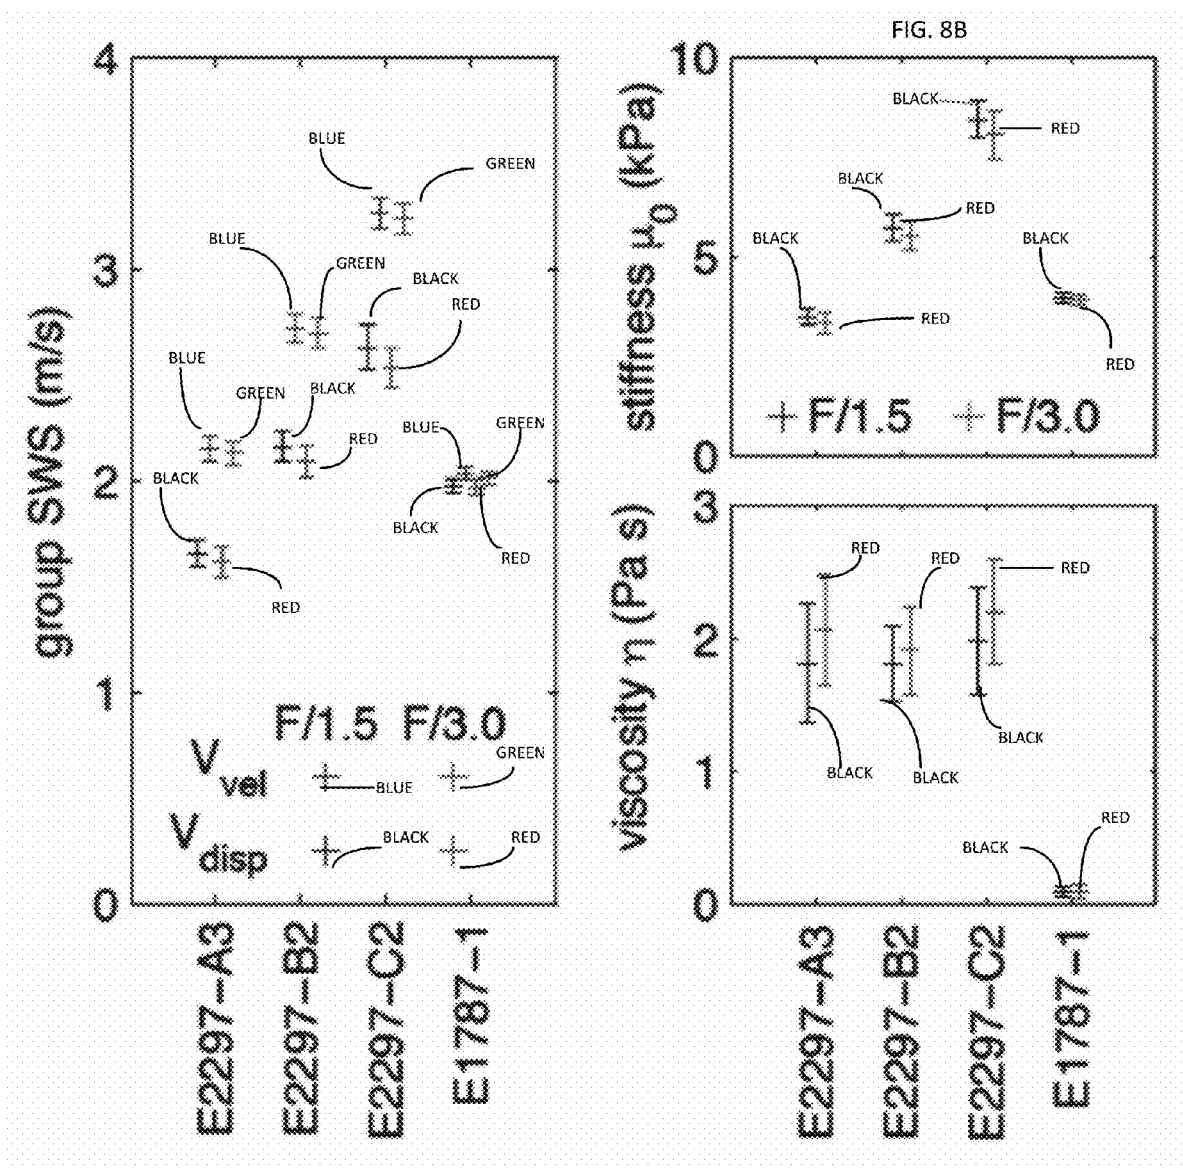 FIG. 8B
4
3
2
1
0
group SWS (m/s)
BLUE
GREEN
BLUE
GREEN
BLACK
RED
BLUE
GREEN
BLACK
RED
BLUE
GREEN
BLACK
BLACK
RED
RED
F/1.5 F/3.0
V vel
BLUE
GREEN
V disp
BLACK
RED
E2297-A3
E2297-B2
E2297-C2
E1787-1
10
5
0
stiffness μ0 (kPa)
BLACK
RED
BLACK
RED
BLACK
BLACK
RED
RED
F/1.5 F/3.0
3
2
1
0
viscosity η (Pa s)
RED
RED
RED
BLACK
BLACK
BLACK
RED
BLACK
E2297-A3
E2297-B2
E2297-C2
E1787-1